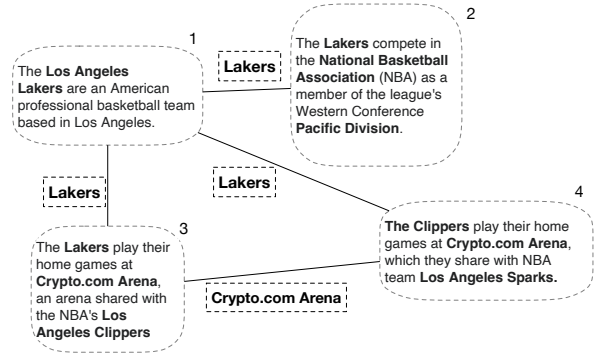 1
The Los Angeles
Lakers are an American
professional basketball team
based in Los Angeles.
Lakers
2
The Lakers compete in
the National Basketball
Association (NBA) as a
member of the league's
Western Conference
Pacific Division.
Lakers
Lakers
3
The Lakers play their
home games at
Crypto.com Arena,
an arena shared with
the NBA's Los
Angeles Clippers
Crypto.com Arena
4
The Clippers play their home
games at Crypto.com Arena,
which they share with NBA
team Los Angeles Sparks.